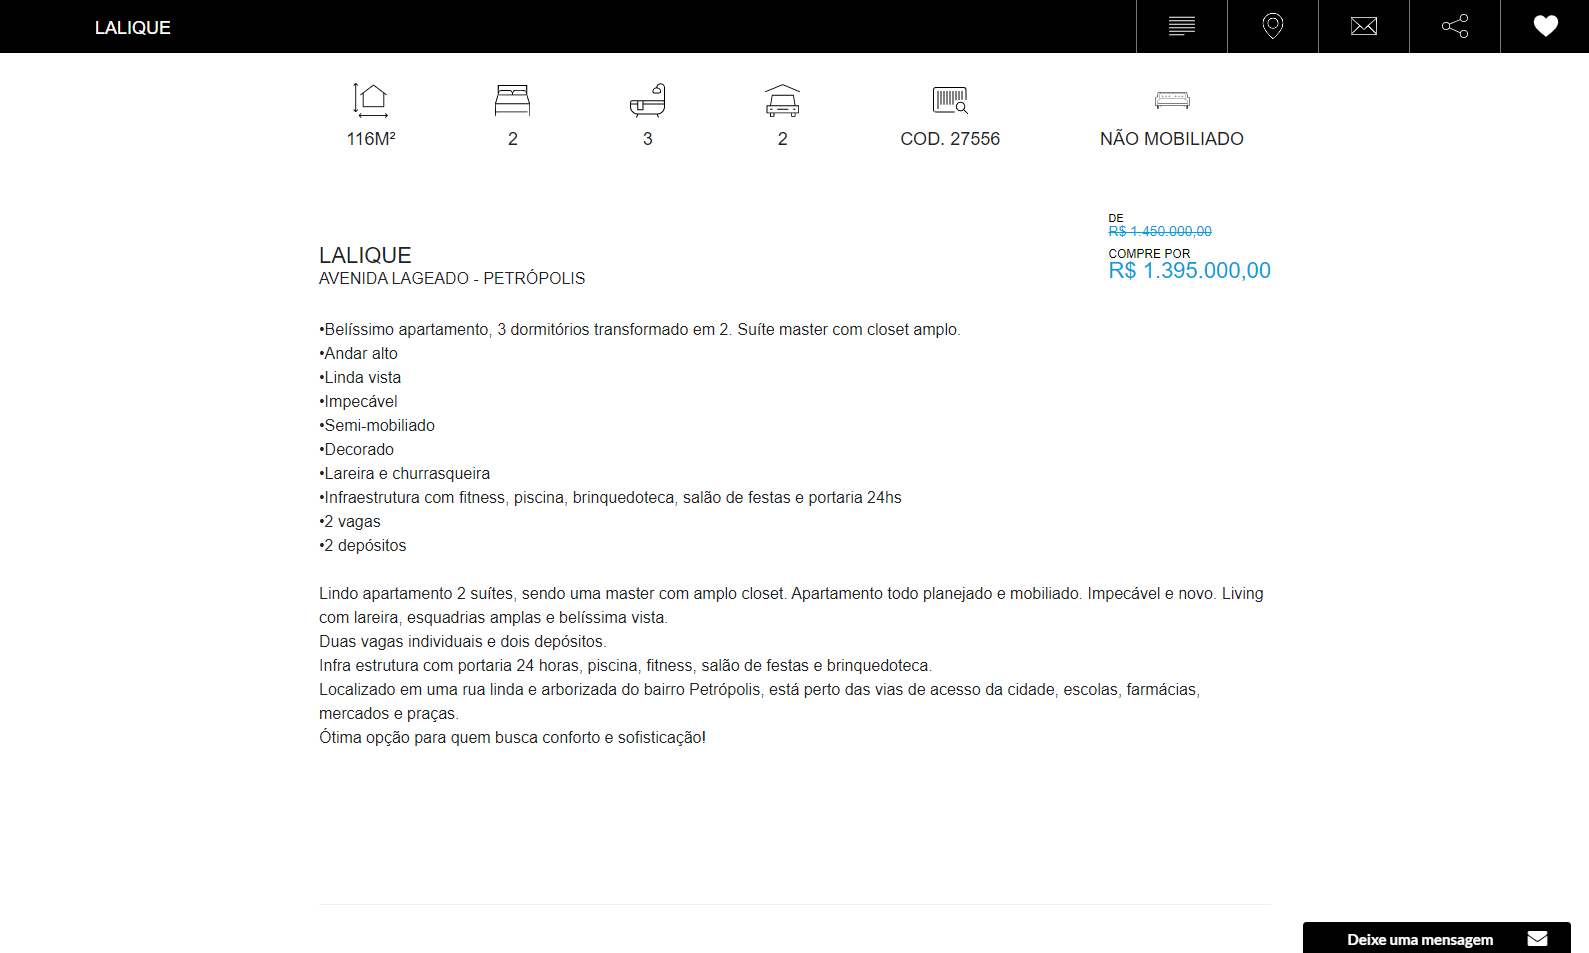 LALIQUE
116M²
2
3
2
COD. 27556
NÃO MOBILIADO
DE
R$ 1.450.000,00
COMPRE POR
R$ 1.395.000,00
LALIQUE
AVENIDA LAGEADO - PETRÓPOLIS
•Belíssimo apartamento, 3 dormitórios transformado em 2. Suíte master com closet amplo.
•Andar alto
•Linda vista
•Impecável
•Semi-mobiliado
•Decorado
•Lareira e churrasqueira
•Infraestrutura com fitness, piscina, brinquedoteca, salão de festas e portaria 24hs
•2 vagas
•2 depósitos
Lindo apartamento 2 suítes, sendo uma master com amplo closet. Apartamento todo planejado e mobiliado. Impecável e novo. Living
com lareira, esquadrias amplas e belíssima vista.
Duas vagas individuais e dois depósitos.
Infra estrutura com portaria 24 horas, piscina, fitness, salão de festas e brinquedoteca.
Localizado em uma rua linda e arborizada do bairro Petrópolis, está perto das vias de acesso da cidade, escolas, farmácias,
mercados e praças.
Ótima opção para quem busca conforto e sofisticação!
Deixe uma mensagem